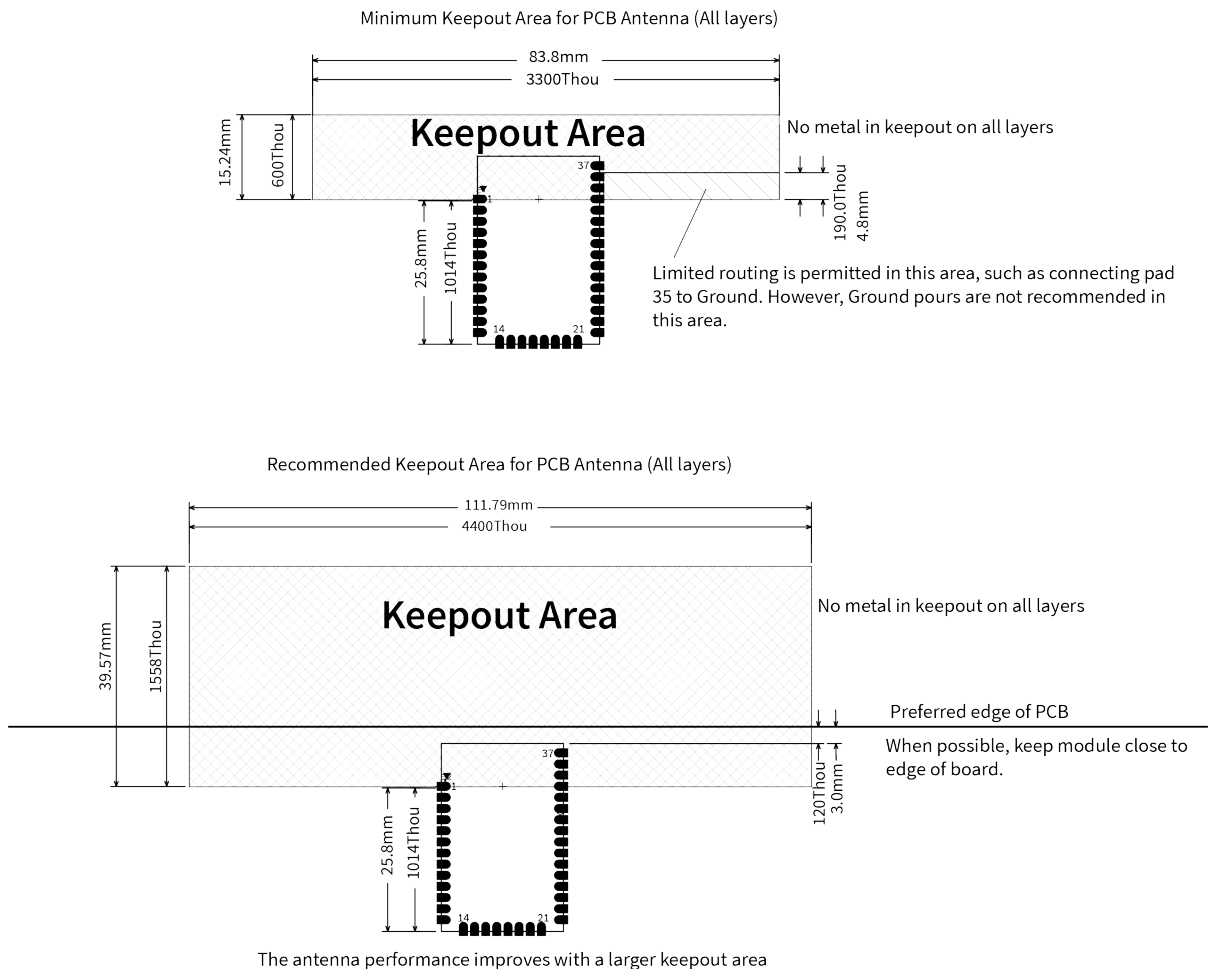 Minimum Keepout Area for PCB Antenna (All layers)
83.8mm
3300Thou
Keepout Area
No metal in keepout on all layers
15.24mm
600Thou
37
1
190.0Thou
4.8mm
25.8mm
1014Thou
Limited routing is permitted in this area, such as connecting pad
35 to Ground. However, Ground pours are not recommended in
this area.
14
21
Recommended Keepout Area for PCB Antenna (All layers)
111.79mm
4400Thou
Keepout Area
No metal in keepout on all layers
39.57mm
1558Thou
Preferred edge of PCB
When possible, keep module close to
edge of board.
37
1
120Thou
3.0mm
25.8mm
1014Thou
14
21
The antenna performance improves with a larger keepout area